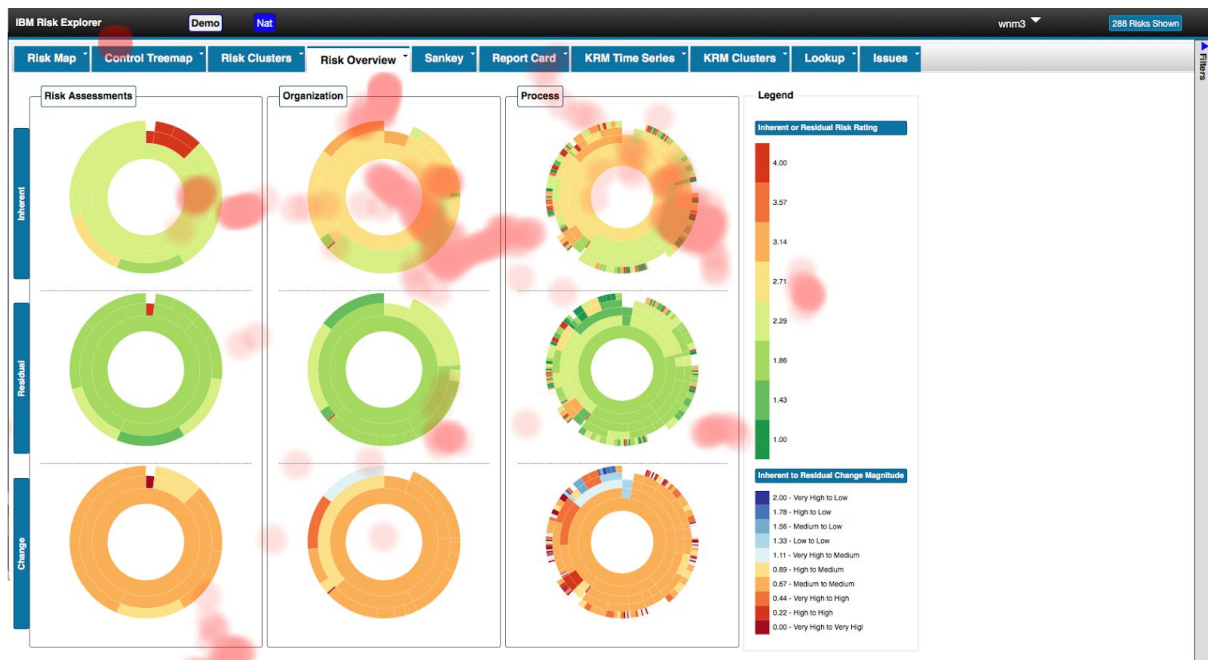 IBM Risk Explorer
Demo
Nat
wnm3
288 Risks Shown
Risk Map
Control Treemap
Risk Clusters
Risk Overview
Sankey
Report Card
KRM Time Series
KRM Clusters
Lookup
Issues
Filters
Risk Assessments
Organization
Process
Legend
Inherent
Residual
Change
Inherent or Residual Risk Rating
4.00
3.57
3.14
2.71
2.29
1.86
1.43
1.00
Inherent to Residual Change Magnitude
2.00 - Very High to Low
1.78 - High to Low
1.56 - Medium to Low
1.33 - Low to Low
1.11 - Very High to Medium
0.89 - High to Medium
0.67 - Medium to Medium
0.44 - Very High to High
0.22 - High to High
0.00 - Very High to Very Higl